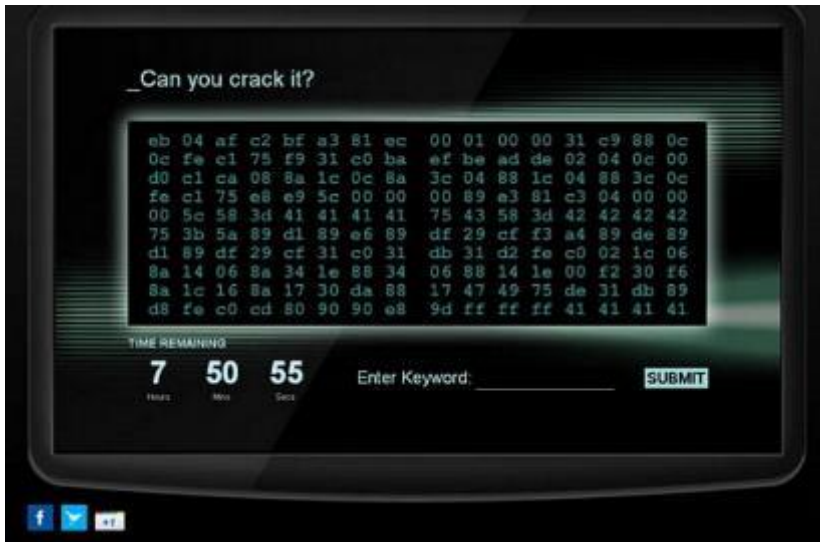 _Can you crack it?
eb 04 af c2 bf a3 81 ec 00 01 00 00 31 c9 88 0c
0c fe c1 75 f9 31 c0 ba ef be ad de 02 04 0c 00
d0 c1 ca 08 8a 1c 0c 8a 3c 04 88 1c 04 88 3c 0c
fe c1 75 e8 e9 5c 00 00 00 89 e3 81 c3 04 00 00
00 5c 58 3d 41 41 41 41 75 43 58 3d 42 42 42 42
75 3b 5a 89 d1 89 e6 89 df 29 cf f3 a4 89 de 89
d1 89 df 29 cf 31 c0 31 db 31 d2 fe c0 02 1c 06
8a 14 06 8a 34 1e 88 34 06 88 14 1e 00 f2 30 f6
8a 1c 16 8a 17 30 da 88 17 47 49 75 de 31 db 89
d8 fe c0 cd 80 90 90 e8 9d ff ff ff 41 41 41 41
TIME REMAINING
7 50 55
Hours Mins Secs
Enter Keyword:
SUBMIT
f
+1